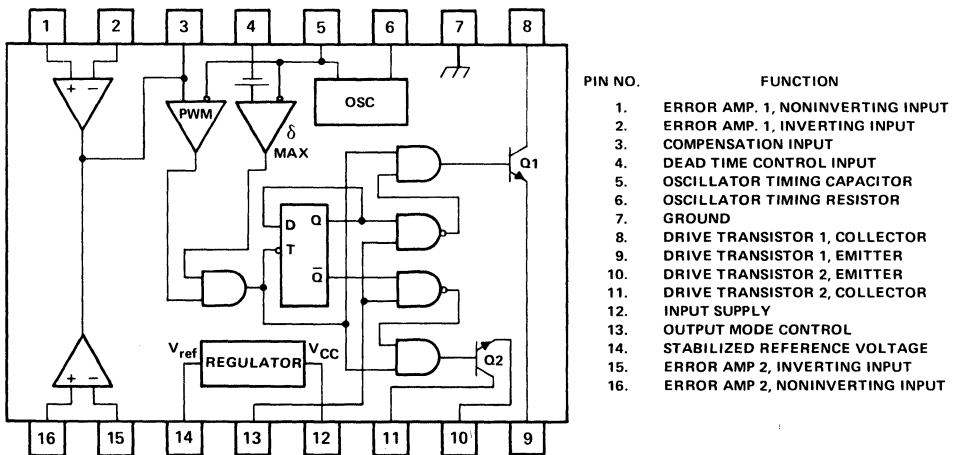 1 2 3 4 5 6 7 8
+ − PWM δ MAX OSC
Q1
D Q
T
Q̅
Vref REGULATOR VCC
Q2
+ −
16 15 14 13 12 11 10 9
PIN NO. FUNCTION
1. ERROR AMP. 1, NONINVERTING INPUT
2. ERROR AMP. 1, INVERTING INPUT
3. COMPENSATION INPUT
4. DEAD TIME CONTROL INPUT
5. OSCILLATOR TIMING CAPACITOR
6. OSCILLATOR TIMING RESISTOR
7. GROUND
8. DRIVE TRANSISTOR 1, COLLECTOR
9. DRIVE TRANSISTOR 1, EMITTER
10. DRIVE TRANSISTOR 2, EMITTER
11. DRIVE TRANSISTOR 2, COLLECTOR
12. INPUT SUPPLY
13. OUTPUT MODE CONTROL
14. STABILIZED REFERENCE VOLTAGE
15. ERROR AMP 2, INVERTING INPUT
16. ERROR AMP 2, NONINVERTING INPUT